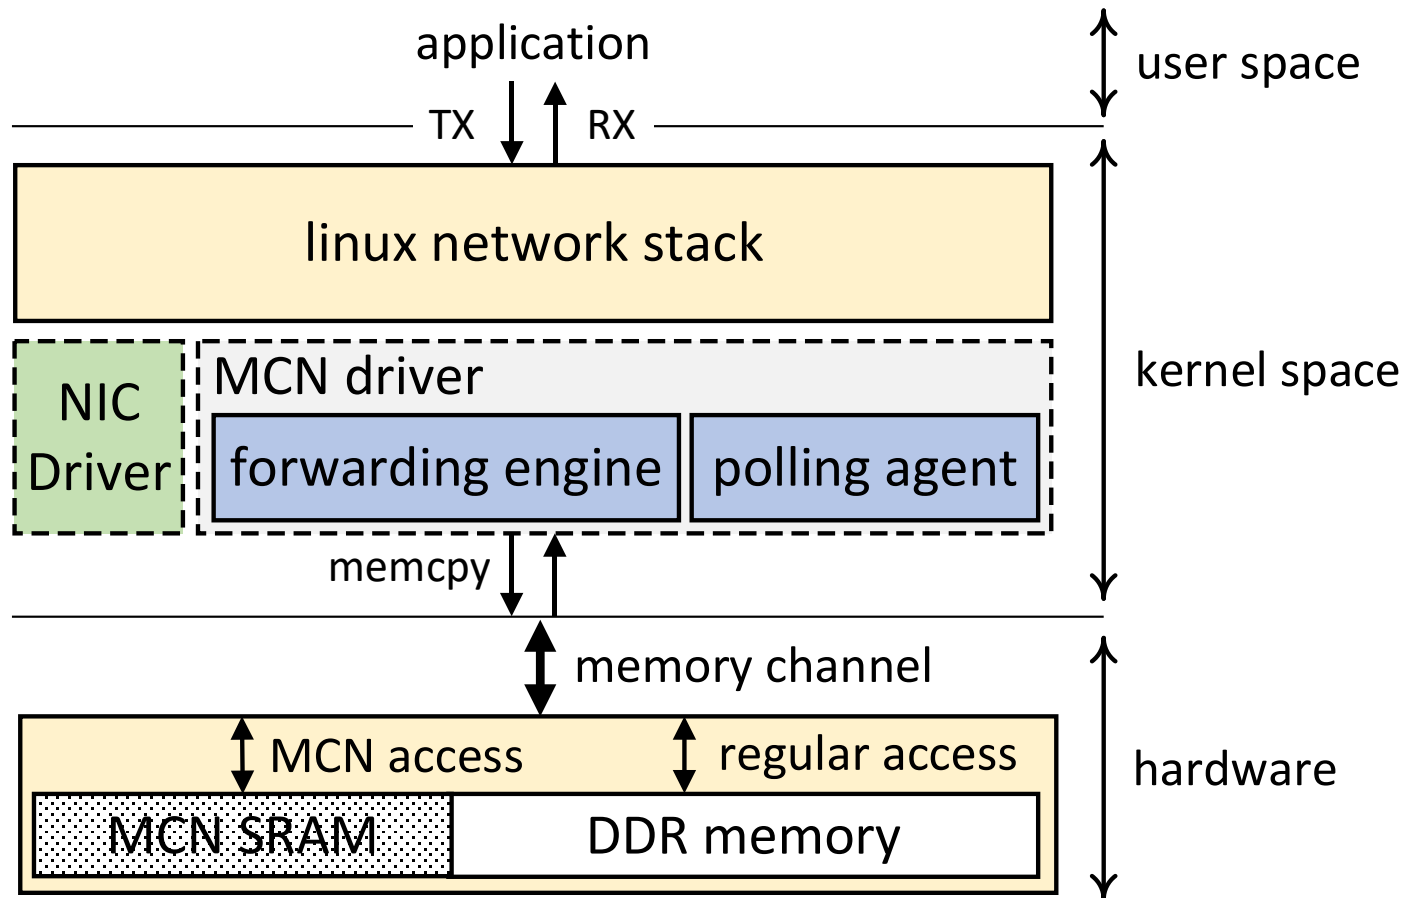 application
user space
TX
RX
linux network stack
NIC
Driver
MCN driver
forwarding engine
polling agent
kernel space
memcpy
memory channel
MCN access
regular access
hardware
MCN SRAM
DDR memory